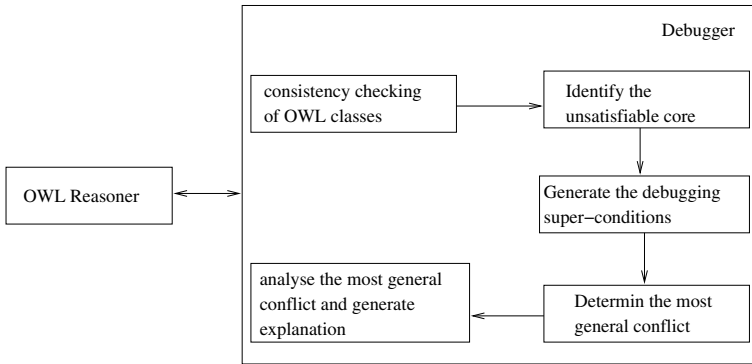 Debugger
consistency checking
of OWL classes
Identify the
unsatisfiable core
OWL Reasoner
Generate the debugging
super−conditions
analyse the most general
conflict and generate
explanation
Determin the most
general conflict